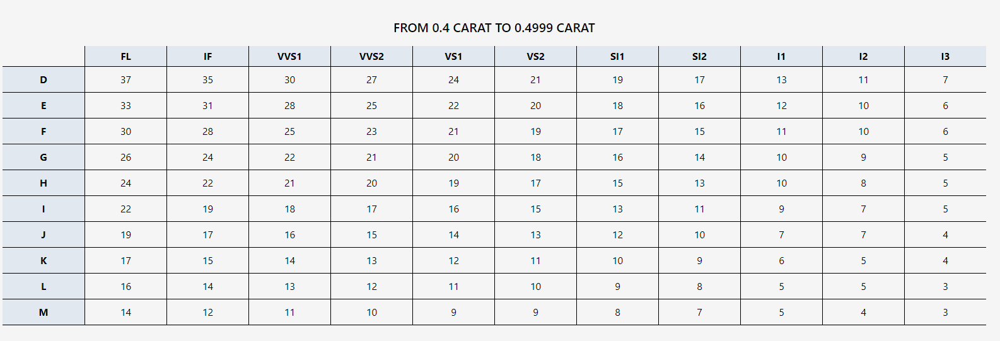 FROM 0.4 CARAT TO 0.4999 CARAT
FL IF VVS1 VVS2 VS1 VS2 SI1 SI2 I1 I2 I3
D 37 35 30 27 24 21 19 17 13 11 7
E 33 31 28 25 22 20 18 16 12 10 6
F 30 28 25 23 21 19 17 15 11 10 6
G 26 24 22 21 20 18 16 14 10 9 5
H 24 22 21 20 19 17 15 13 10 8 5
I 22 19 18 17 16 15 13 11 9 7 5
J 19 17 16 15 14 13 12 10 7 7 4
K 17 15 14 13 12 11 10 9 6 5 4
L 16 14 13 12 11 10 9 8 5 5 3
M 14 12 11 10 9 9 8 7 5 4 3